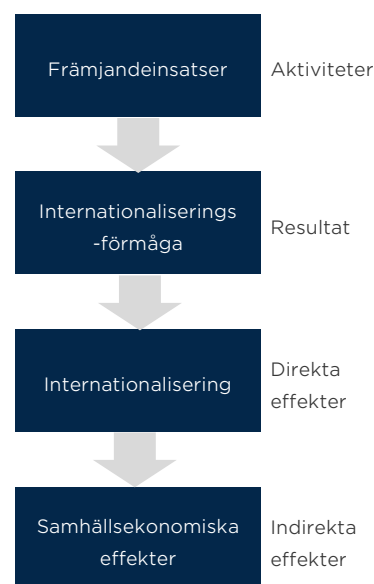 Främjandeinsatser
Aktiviteter
Internationaliserings
-förmåga
Resultat
Internationalisering
Direkta
effekter
Samhällsekonomiska
effekter
Indirekta
effekter